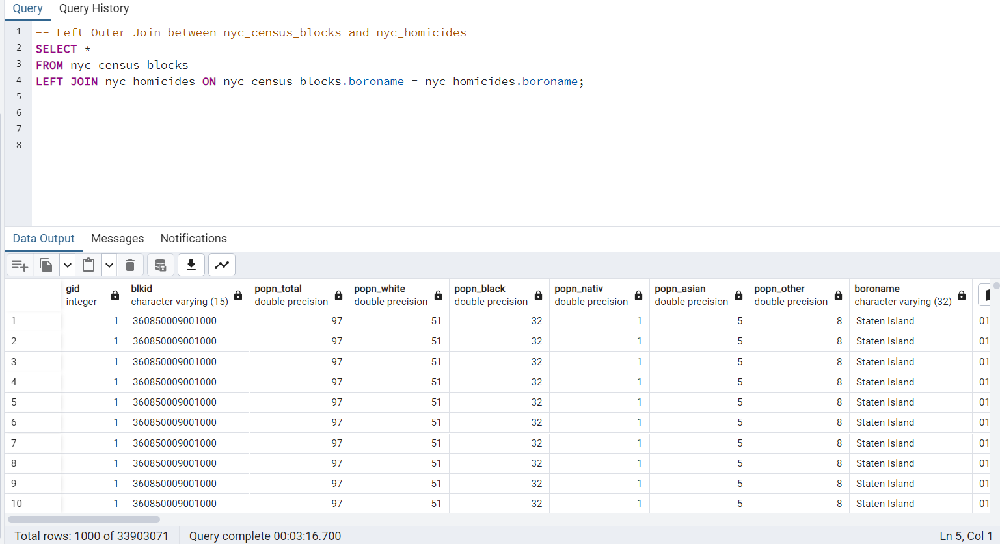 Query Query History
1 -- Left Outer Join between nyc_census_blocks and nyc_homicides
2 SELECT *
3 FROM nyc_census_blocks
4 LEFT JOIN nyc_homicides ON nyc_census_blocks.boroname = nyc_homicides.boroname;
5
6
7
8
Data Output Messages Notifications
gid blkid popn_total popn_white popn_black popn_nativ popn_asian popn_other boroname
integer character varying (15) double precision double precision double precision double precision double precision double precision character varying (32)
1 1 360850009001000 97 51 32 1 5 8 Staten Island 01
2 1 360850009001000 97 51 32 1 5 8 Staten Island 01
3 1 360850009001000 97 51 32 1 5 8 Staten Island 01
4 1 360850009001000 97 51 32 1 5 8 Staten Island 01
5 1 360850009001000 97 51 32 1 5 8 Staten Island 01
6 1 360850009001000 97 51 32 1 5 8 Staten Island 01
7 1 360850009001000 97 51 32 1 5 8 Staten Island 01
8 1 360850009001000 97 51 32 1 5 8 Staten Island 01
9 1 360850009001000 97 51 32 1 5 8 Staten Island 01
10 1 360850009001000 97 51 32 1 5 8 Staten Island 01
Total rows: 1000 of 33903071 Query complete 00:03:16.700 Ln 5, Col 1